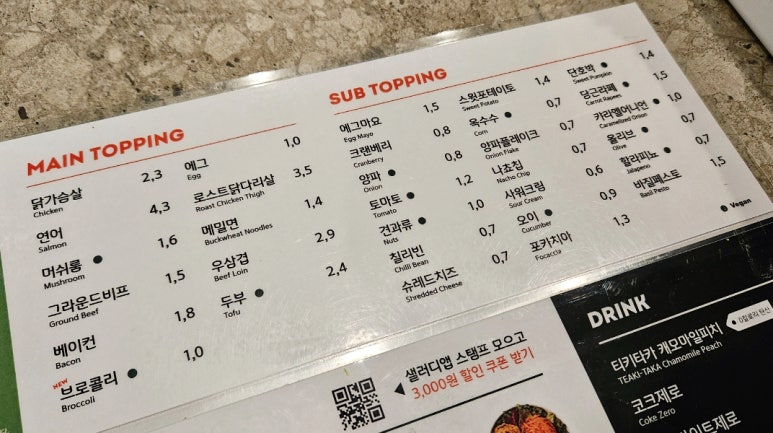 MAIN TOPPING
닭가슴살 2,3
Chicken
연어 4,3
Salmon
머쉬룸 ● 1,6
Mushroom
그라운드비프 1,5
Ground Beef
베이컨 1,8
Bacon
NEW
브로콜리 ● 1,0
Broccoli
에그 1,0
Egg
로스트닭다리살 3,5
Roast Chicken Thigh
메밀면 1,4
Buckwheat Noodles
우삼겹 2,9
Beef Loin
두부 ● 2,4
Tofu
SUB TOPPING
에그마요 1,5
Egg Mayo
크랜베리 0,8
Cranberry
양파 ● 0,8
Onion
토마토 ● 1,2
Tomato
견과류 ● 1,0
Nuts
칠리빈 0,7
Chilli Bean
슈레드치즈 0,7
Shredded Cheese
스윗포테이토 1,4
Sweet Potato
옥수수 ● 0,7
Corn
양파플레이크 0,7
Onion Flake
나쵸칩 0,7
Nacho Chip
사워크림 0,6
Sour Cream
오이 ● 0,9
Cucumber
포카치아 1,3
Focaccia
단호박 ● 1,4
Sweet Pumpkin
당근라페 ● 1,5
Carrot Rapees
카라멜어니언 ● 1,0
Caramelized Onion
올리브 ● 0,7
Olive
할라피뇨 ● 0,7
Jalapeno
바질페스토 1,5
Basil Pesto
● Vegan
샐러디앱 스탬프 모으고
3,000원 할인 쿠폰 받기
DRINK
0칼로리 탄산
티키타카 캐모마일피치
TEAKI-TAKA Chamomile Peach
코크제로
Coke Zero